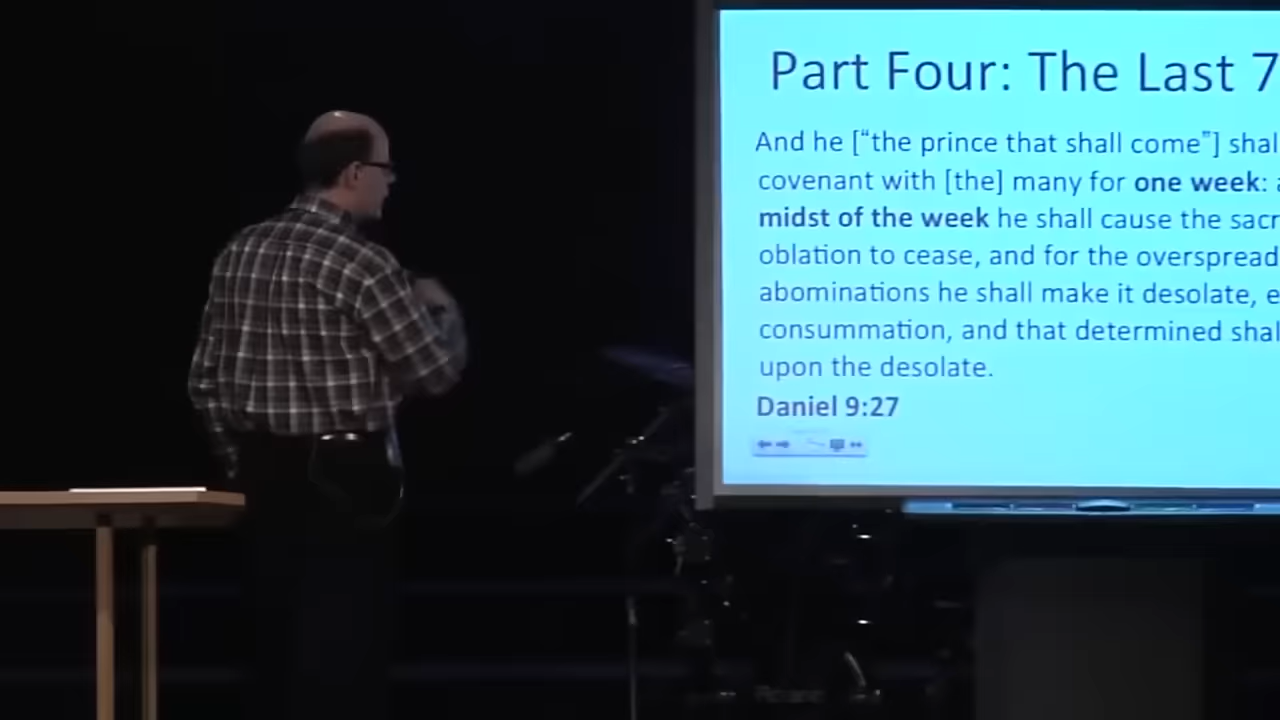 Part Four: The Last 7
And he [“the prince that shall come”] shal
covenant with [the] many for one week: a
midst of the week he shall cause the sacr
oblation to cease, and for the overspread
abominations he shall make it desolate, e
consummation, and that determined shal
upon the desolate.
Daniel 9:27